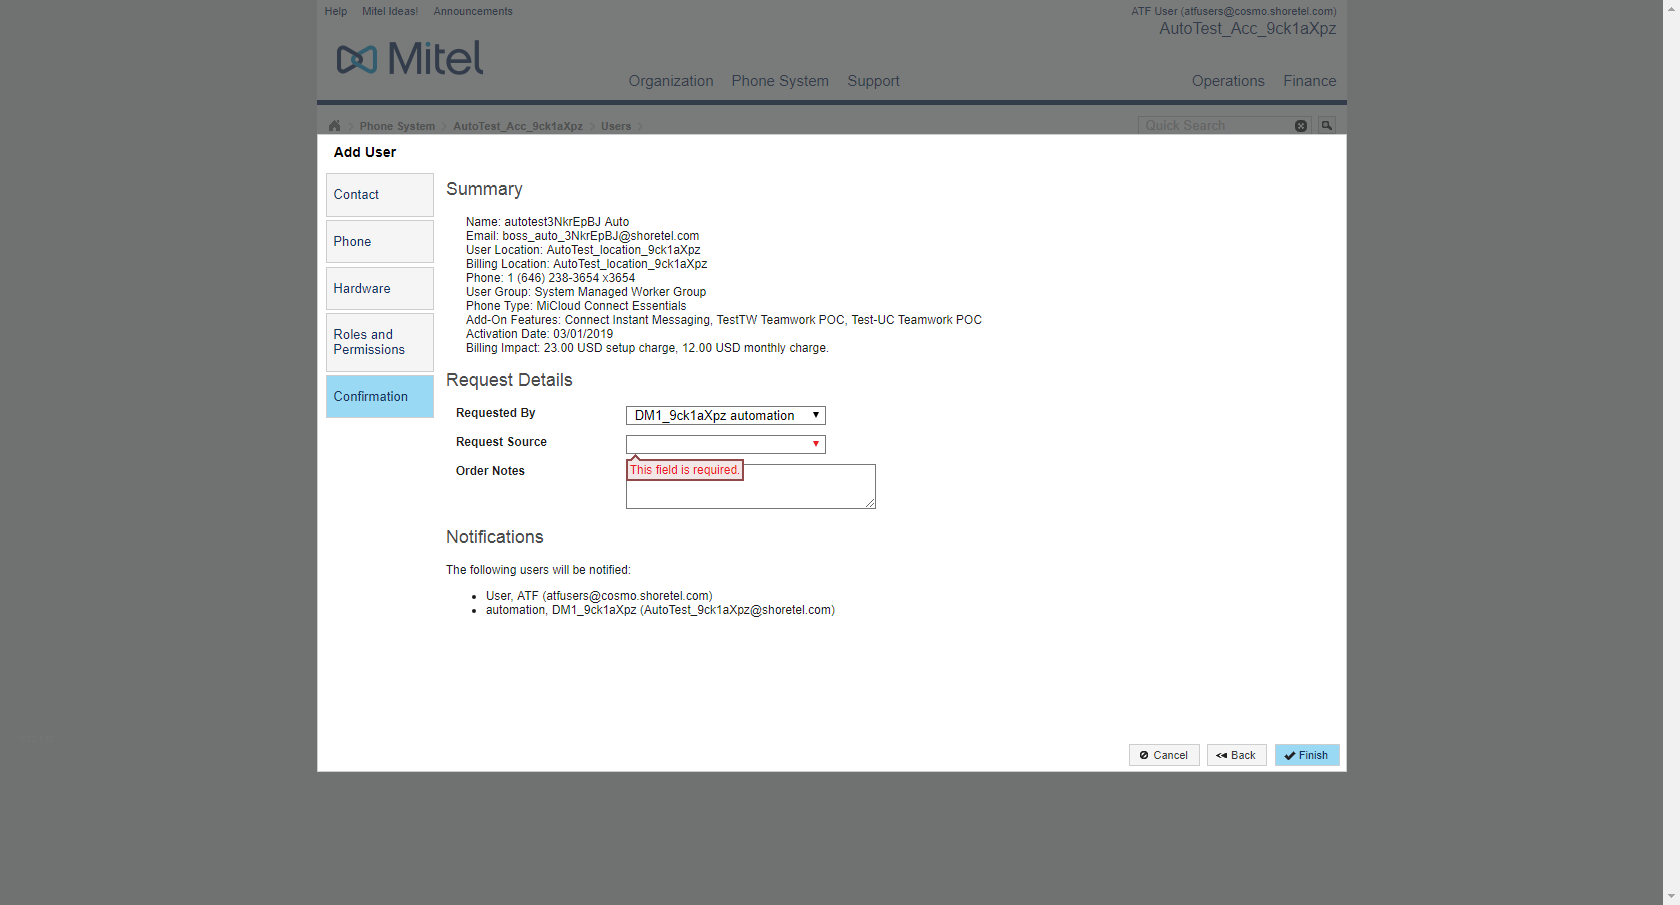 Help Mitel Ideas! Announcements
ATF User (atfusers@cosmo.shoretel.com)
AutoTest_Acc_9ck1aXpz
Mitel
Organization Phone System Support Operations Finance
Phone System AutoTest_Acc_9ck1aXpz Users
Quick Search
Add User
Contact
Phone
Hardware
Roles and
Permissions
Confirmation
Summary
Name: autotest3NkrEpBJ Auto
Email: boss_auto_3NkrEpBJ@shoretel.com
User Location: AutoTest_location_9ck1aXpz
Billing Location: AutoTest_location_9ck1aXpz
Phone: 1 (646) 238-3654 x3654
User Group: System Managed Worker Group
Phone Type: MiCloud Connect Essentials
Add-On Features: Connect Instant Messaging, TestTW Teamwork POC, Test-UC Teamwork POC
Activation Date: 03/01/2019
Billing Impact: 23.00 USD setup charge, 12.00 USD monthly charge.
Request Details
Requested By DM1_9ck1aXpz automation
Request Source
This field is required.
Order Notes
Notifications
The following users will be notified:
User, ATF (atfusers@cosmo.shoretel.com)
automation, DM1_9ck1aXpz (AutoTest_9ck1aXpz@shoretel.com)
Cancel Back Finish